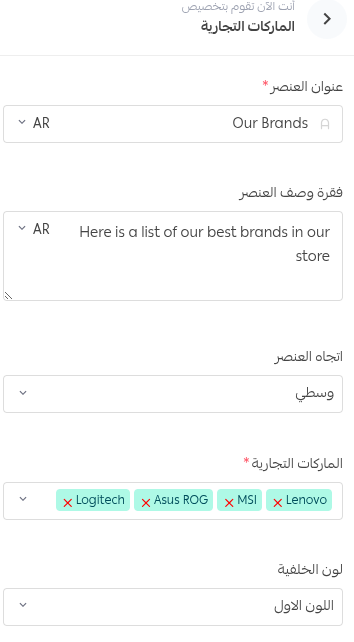 أنت الآن تقوم بتخصيص
الماركات التجارية
عنوان العنصر *
Our Brands AR
فقرة وصف العنصر
Here is a list of our best brands in our AR
store
اتجاه العنصر
وسطي
الماركات التجارية *
Lenovo MSI Asus ROG Logitech
لون الخلفية
اللون الاول